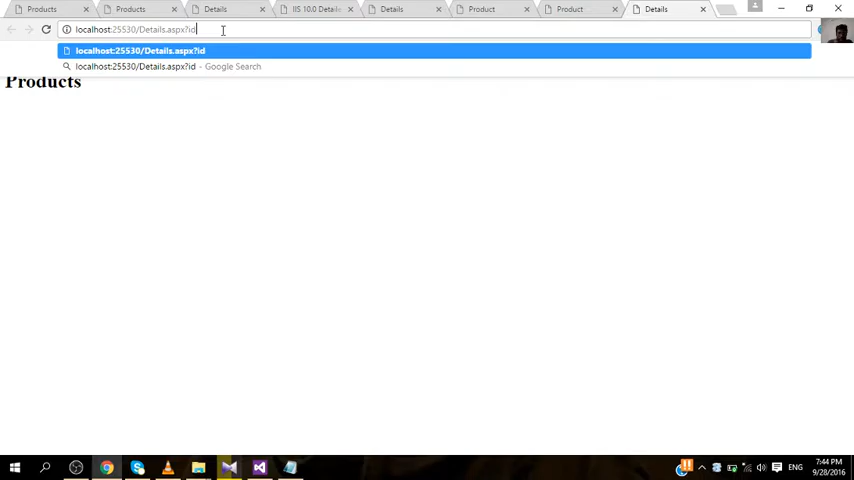 Products
Products
Details
IIS 10.0 Detaile
Details
Product
Product
Details
localhost:25530/Details.aspx?id
localhost:25530/Details.aspx?id
localhost:25530/Details.aspx?id - Google Search
Products
ENG
7:44 PM
9/28/2016